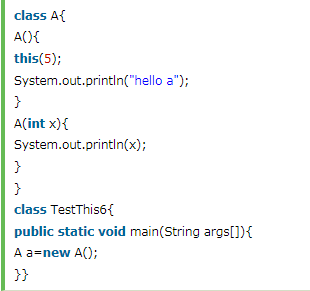 class A{
A(){
this(5);
System.out.println("hello a");
}
A(int x){
System.out.println(x);
}
}
class TestThis6{
public static void main(String args[]){
A a=new A();
}}